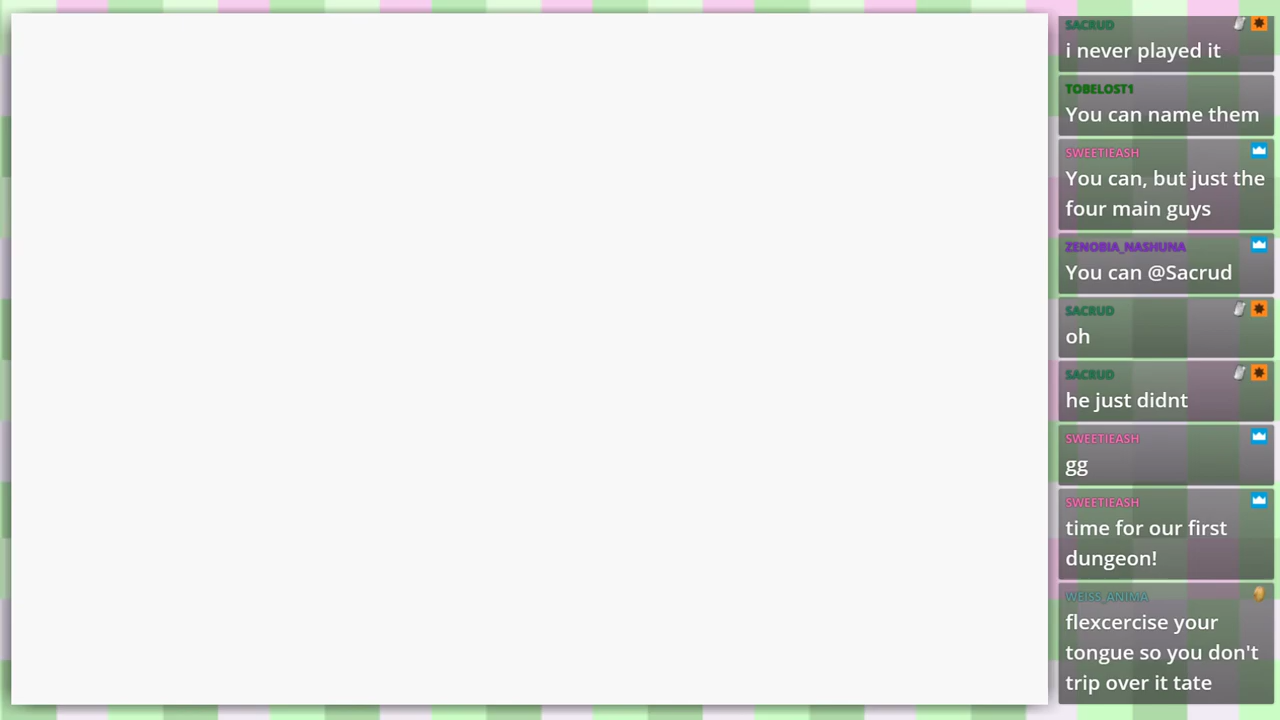 SACRUD
i never played it
TOBELOST1
You can name them
SWEETIEASH
You can, but just the
four main guys
ZENOBIA_NASHUNA
You can @Sacrud
SACRUD
oh
SACRUD
he just didnt
SWEETIEASH
gg
SWEETIEASH
time for our first
dungeon!
WEISS_ANIMA
flexcercise your
tongue so you don't
trip over it tate